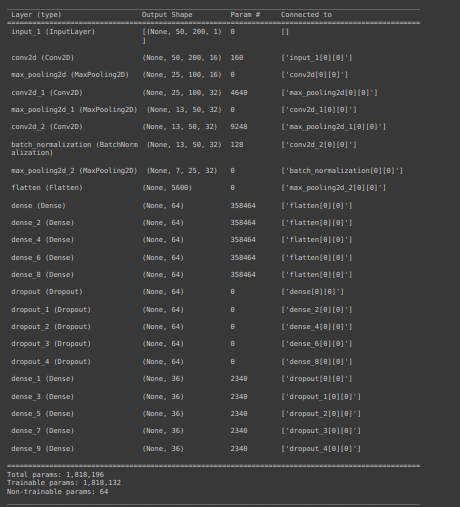 Layer (type) Output Shape Param # Connected to
input_1 (InputLayer) [(None, 50, 200, 1) 0 []
]
conv2d (Conv2D) (None, 50, 200, 16) 160 ['input_1[0][0]']
max_pooling2d (MaxPooling2D) (None, 25, 100, 16) 0 ['conv2d[0][0]']
conv2d_1 (Conv2D) (None, 25, 100, 32) 4640 ['max_pooling2d[0][0]']
max_pooling2d_1 (MaxPooling2D) (None, 13, 50, 32) 0 ['conv2d_1[0][0]']
conv2d_2 (Conv2D) (None, 13, 50, 32) 9248 ['max_pooling2d_1[0][0]']
batch_normalization (BatchNorm (None, 13, 50, 32) 128 ['conv2d_2[0][0]']
alization)
max_pooling2d_2 (MaxPooling2D) (None, 7, 25, 32) 0 ['batch_normalization[0][0]']
flatten (Flatten) (None, 5600) 0 ['max_pooling2d_2[0][0]']
dense (Dense) (None, 64) 358464 ['flatten[0][0]']
dense_2 (Dense) (None, 64) 358464 ['flatten[0][0]']
dense_4 (Dense) (None, 64) 358464 ['flatten[0][0]']
dense_6 (Dense) (None, 64) 358464 ['flatten[0][0]']
dense_8 (Dense) (None, 64) 358464 ['flatten[0][0]']
dropout (Dropout) (None, 64) 0 ['dense[0][0]']
dropout_1 (Dropout) (None, 64) 0 ['dense_2[0][0]']
dropout_2 (Dropout) (None, 64) 0 ['dense_4[0][0]']
dropout_3 (Dropout) (None, 64) 0 ['dense_6[0][0]']
dropout_4 (Dropout) (None, 64) 0 ['dense_8[0][0]']
dense_1 (Dense) (None, 36) 2340 ['dropout[0][0]']
dense_3 (Dense) (None, 36) 2340 ['dropout_1[0][0]']
dense_5 (Dense) (None, 36) 2340 ['dropout_2[0][0]']
dense_7 (Dense) (None, 36) 2340 ['dropout_3[0][0]']
dense_9 (Dense) (None, 36) 2340 ['dropout_4[0][0]']
Total params: 1,818,196
Trainable params: 1,818,132
Non-trainable params: 64